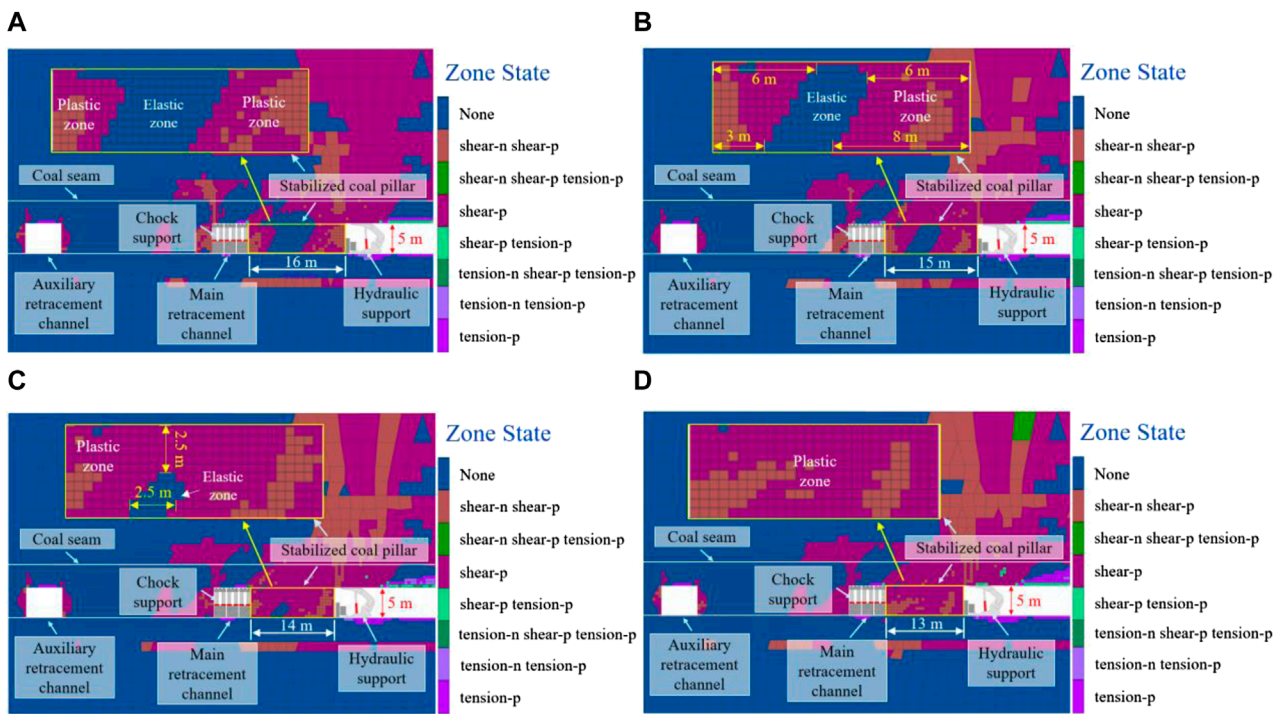 A
Zone State
Plastic
zone
Elastic
zone
Plastic
zone
None
shear-n shear-p
shear-n shear-p tension-p
shear-p
shear-p tension-p
tension-n shear-p tension-p
tension-n tension-p
tension-p
Coal seam
Stabilized coal pillar
Chock
support
5 m
16 m
Auxiliary
retracement
channel
Main
retracement
channel
Hydraulic
support
B
Zone State
6 m
6 m
Elastic
zone
Plastic
zone
3 m
8 m
None
shear-n shear-p
shear-n shear-p tension-p
shear-p
shear-p tension-p
tension-n shear-p tension-p
tension-n tension-p
tension-p
Coal seam
Stabilized coal pillar
Chock
support
5 m
15 m
Auxiliary
retracement
channel
Main
retracement
channel
Hydraulic
support
C
Zone State
Plastic
zone
2.5 m
Elastic
zone
2.5 m
None
shear-n shear-p
shear-n shear-p tension-p
shear-p
shear-p tension-p
tension-n shear-p tension-p
tension-n tension-p
tension-p
Coal seam
Stabilized coal pillar
Chock
support
5 m
14 m
Auxiliary
retracement
channel
Main
retracement
channel
Hydraulic
support
D
Zone State
Plastic
zone
None
shear-n shear-p
shear-n shear-p tension-p
shear-p
shear-p tension-p
tension-n shear-p tension-p
tension-n tension-p
tension-p
Coal seam
Stabilized coal pillar
Chock
support
5 m
13 m
Auxiliary
retracement
channel
Main
retracement
channel
Hydraulic
support